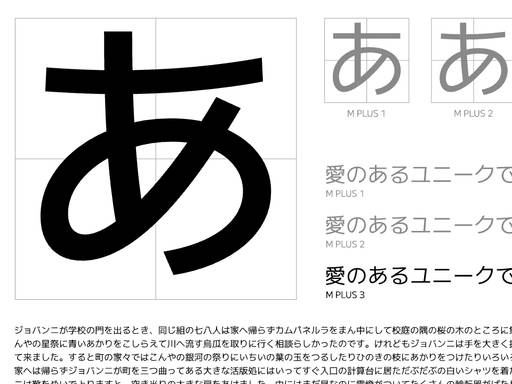 あ
あ あ
M PLUS 1 M PLUS 2
愛のあるユニークで
M PLUS 1
愛のあるユニークで
M PLUS 2
愛のあるユニークで
M PLUS 3
ジョバンニが学校の門を出るとき、同じ組の七八人は家へ帰らずカムパネルラをまん中にして校庭の隅の桜の木のところに
んやの星祭に青いあかりをこしらえて川へ流す烏瓜を取りに行く相談らしかったのです。けれどもジョバンニは手を大き
て来ました。すると町の家々ではこんやの銀河の祭りにいちいの葉の玉をつるしたりひのきの枝にあかりをつけたりいろい
家へは帰らずジョバンニが町を三つ曲ってある大きな活版処にはいってすぐ入口の計算台に居ただぶだぶの白いシャツを着